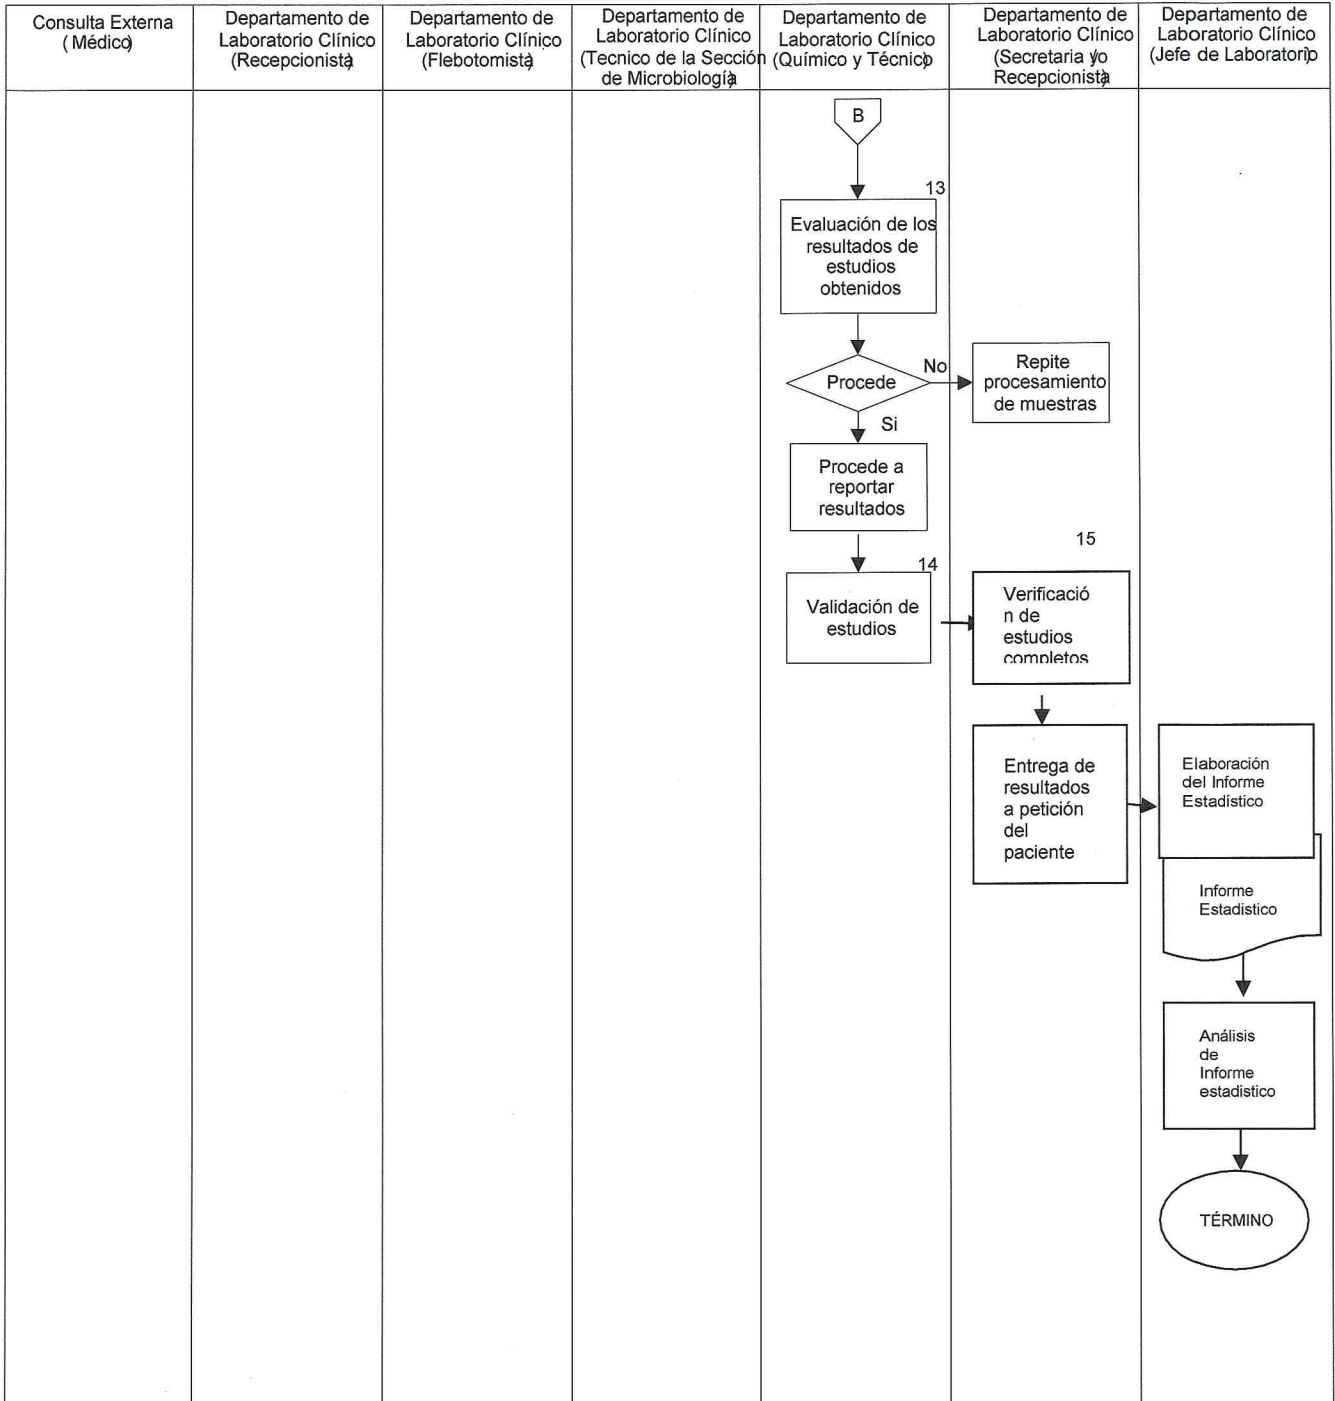 Consulta Externa
( Médico)
Departamento de
Laboratorio Clínico
(Recepcionista)
Departamento de
Laboratorio Clínico
(Flebotomista)
Departamento de
Laboratorio Clínico
(Tecnico de la Sección
de Microbiología)
Departamento de
Laboratorio Clínico
(Químico y Técnico)
Departamento de
Laboratorio Clínico
(Secretaria y/o
Recepcionista)
Departamento de
Laboratorio Clínico
(Jefe de Laboratorio)
B
13
Evaluación de los
resultados de
estudios
obtenidos
Procede
No
Repite
procesamiento
de muestras
Si
Procede a
reportar
resultados
14
Validación de
estudios
15
Verificació
n de
estudios
completos
Entrega de
resultados
a petición
del
paciente
Elaboración
del Informe
Estadístico
Informe
Estadistico
Análisis
de
Informe
estadistico
TÉRMINO